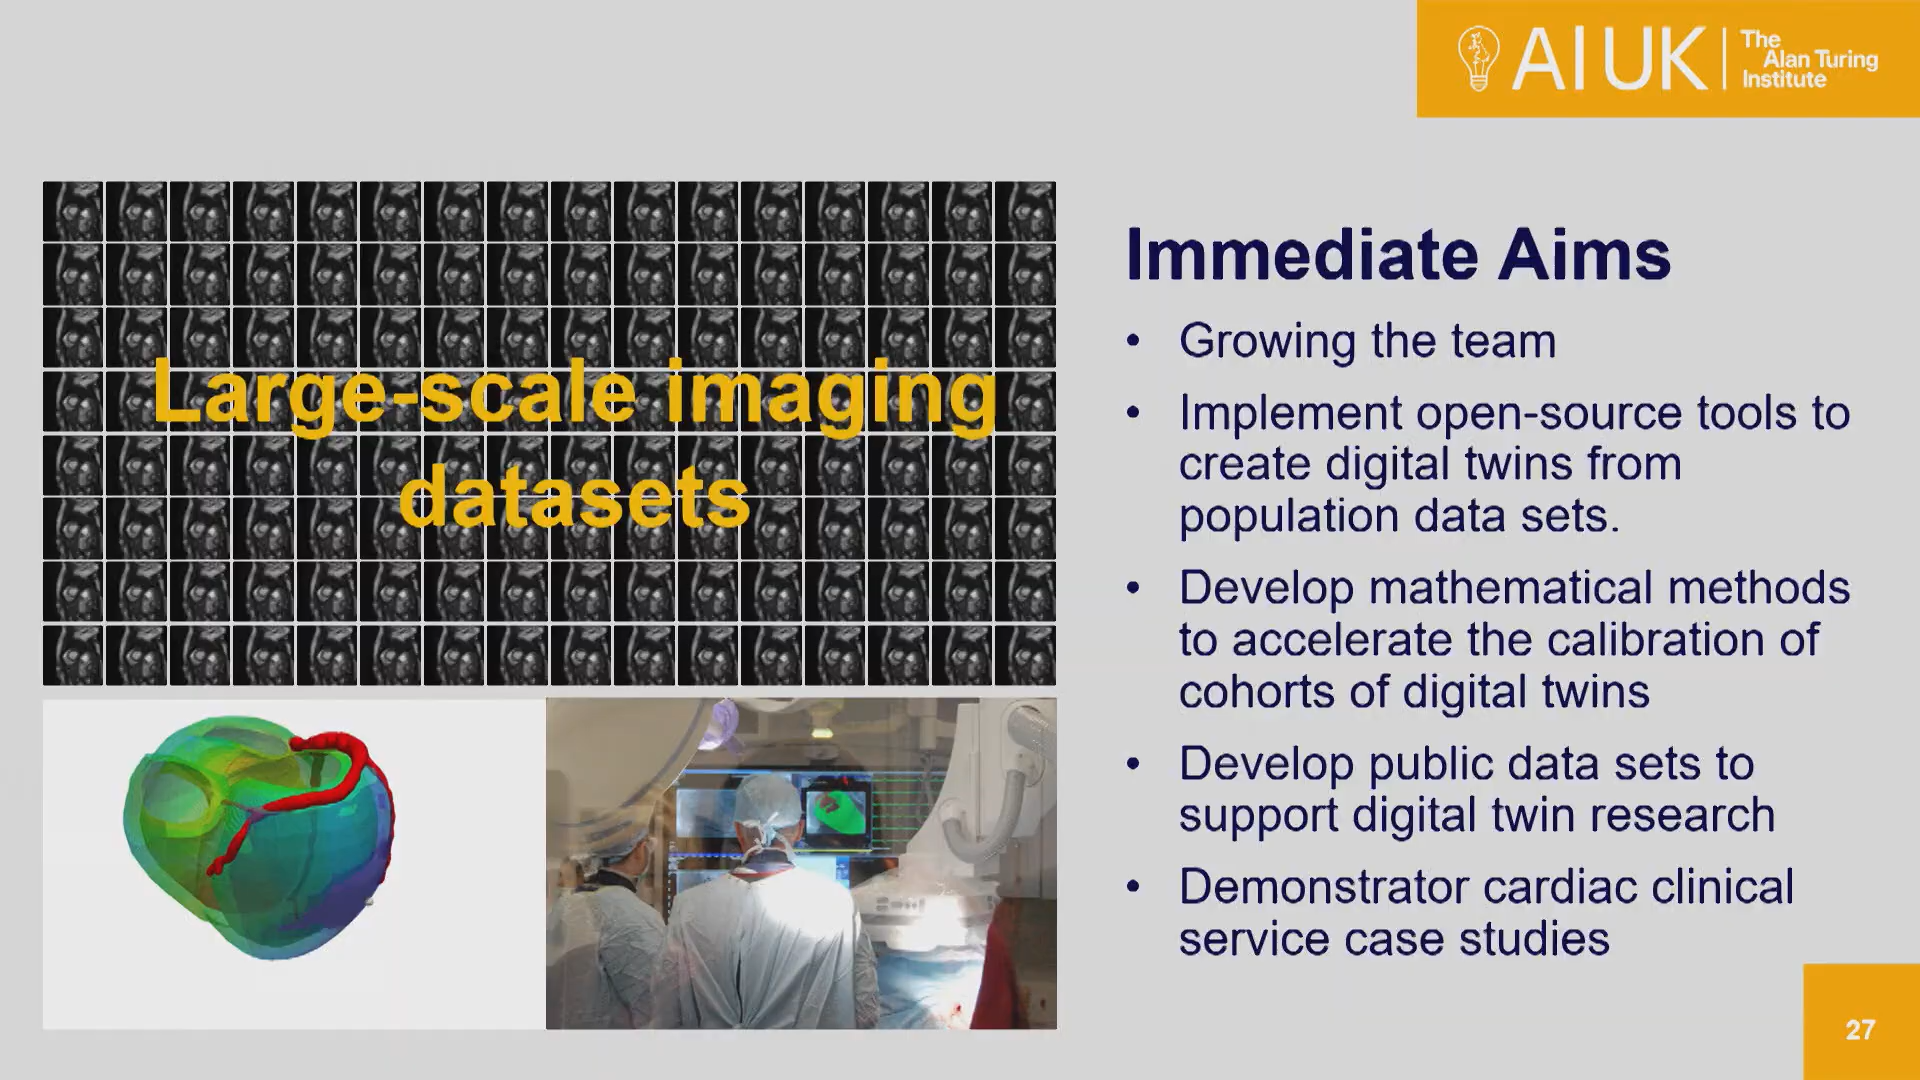 AI UK
The
Alan Turing
Institute
Large-scale imaging
datasets
Immediate Aims
• Growing the team
• Implement open-source tools to
create digital twins from
population data sets.
• Develop mathematical methods
to accelerate the calibration of
cohorts of digital twins
• Develop public data sets to
support digital twin research
• Demonstrator cardiac clinical
service case studies
27